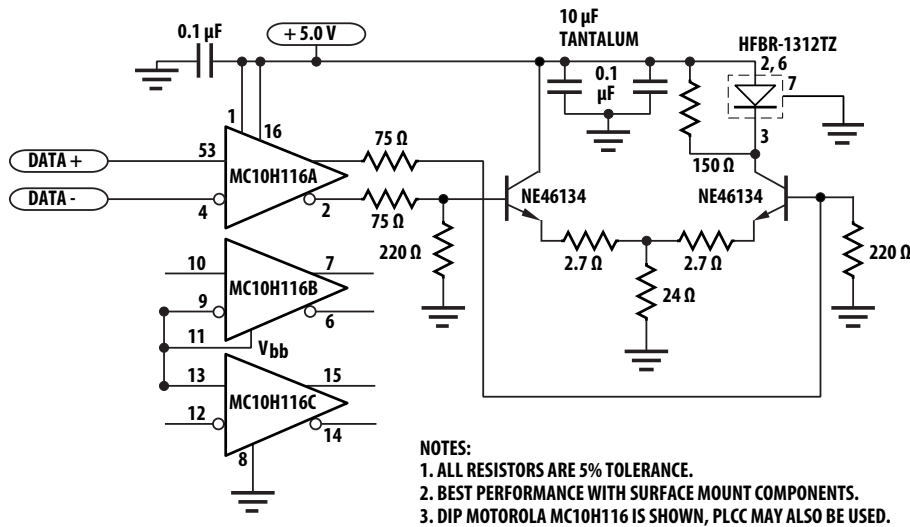 0.1 µF
+ 5.0 V
10 µF
TANTALUM
HFBR-1312TZ
2, 6
7
0.1
µF
1
16
3
53
75 Ω
150 Ω
DATA +
MC10H116A
DATA -
4
2
75 Ω
NE46134
NE46134
220 Ω
2.7 Ω
2.7 Ω
220 Ω
24 Ω
10
7
MC10H116B
9
6
11
Vbb
13
15
MC10H116C
12
14
8
NOTES:
1. ALL RESISTORS ARE 5% TOLERANCE.
2. BEST PERFORMANCE WITH SURFACE MOUNT COMPONENTS.
3. DIP MOTOROLA MC10H116 IS SHOWN, PLCC MAY ALSO BE USED.